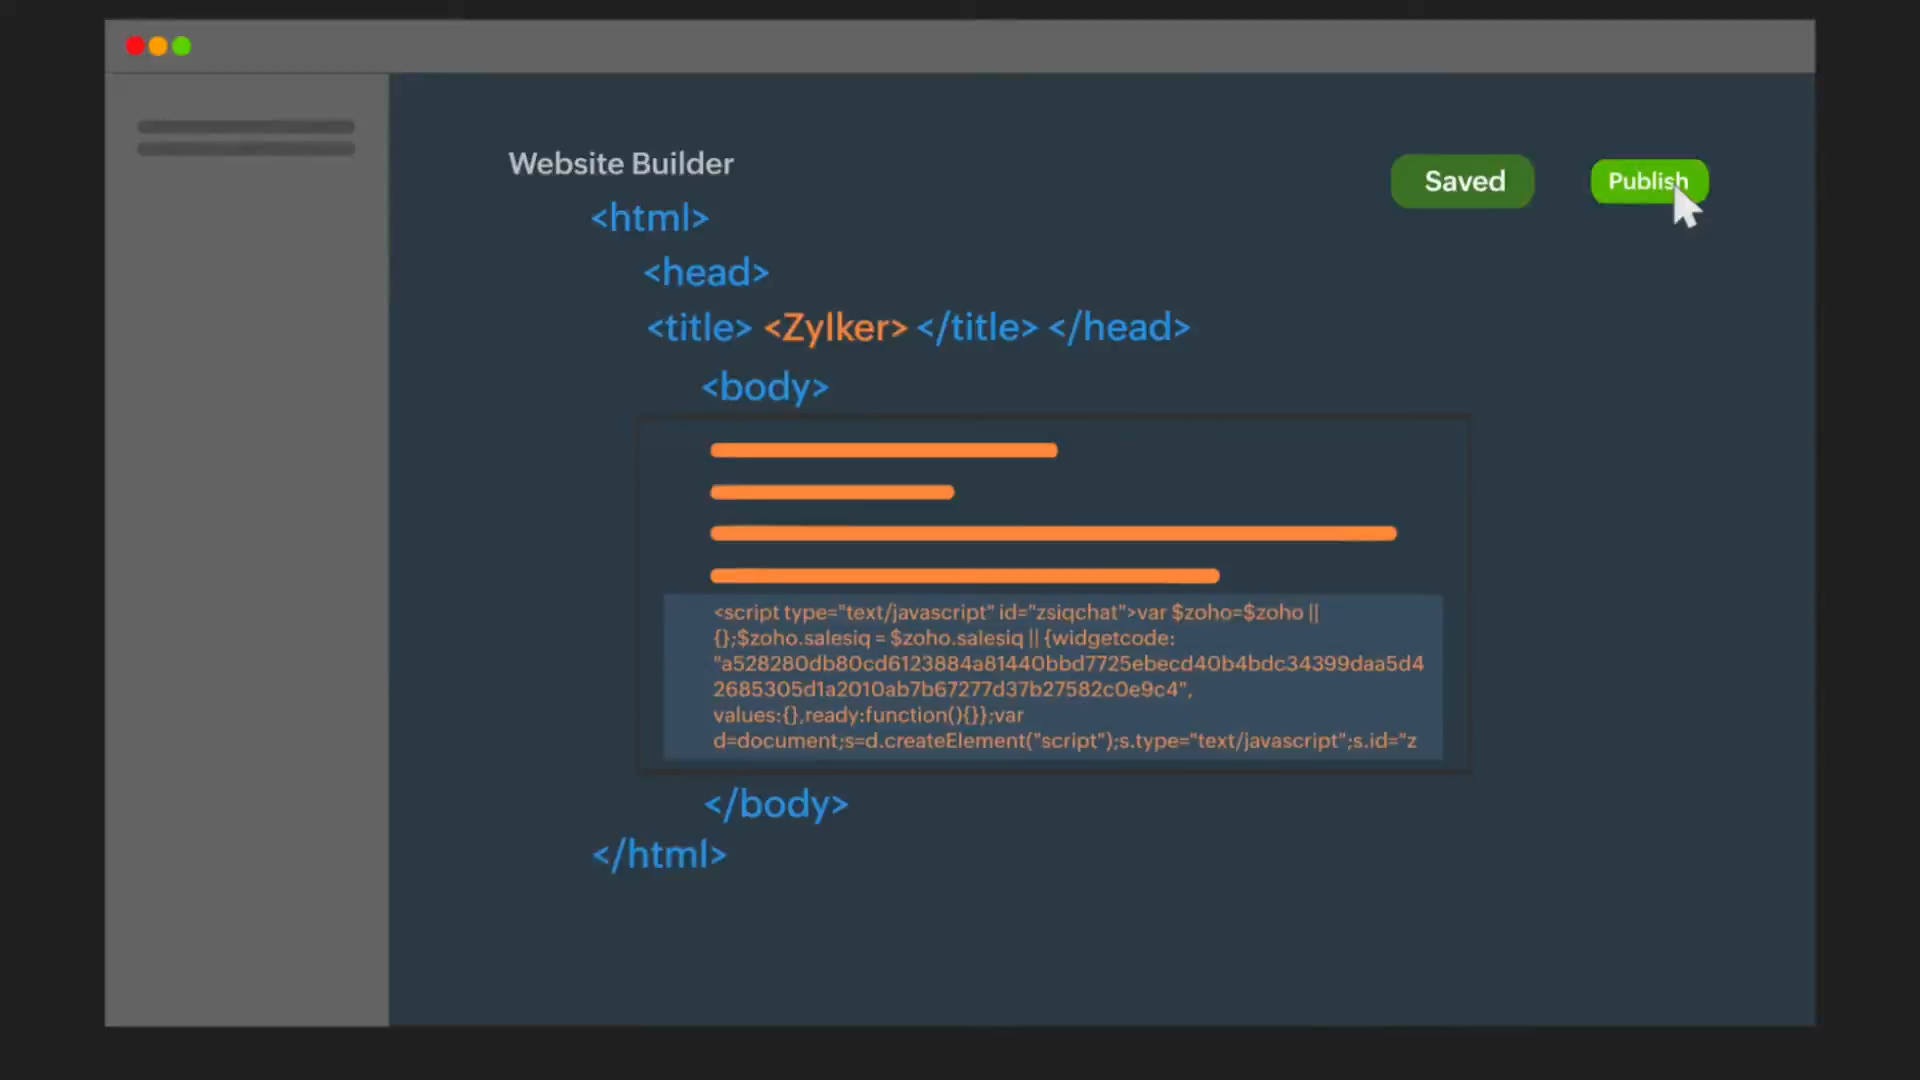 Website Builder
Saved
Publish
<html>
<head>
<title> <Zylker> </title> </head>
<body>
<script type="text/javascript" id="zsiqchat">var $zoho=$zoho ||
{};$zoho.salesiq = $zoho.salesiq || {widgetcode:
"a528280db80cd6123884a81440bbd7725ebecd40b4bdc34399daa5d4
2685305d1a2010ab7b67277d37b27582c0e9c4",
values:{},ready:function(){}};var
d=document;s=d.createElement("script");s.type="text/javascript";s.id="z
</body>
</html>